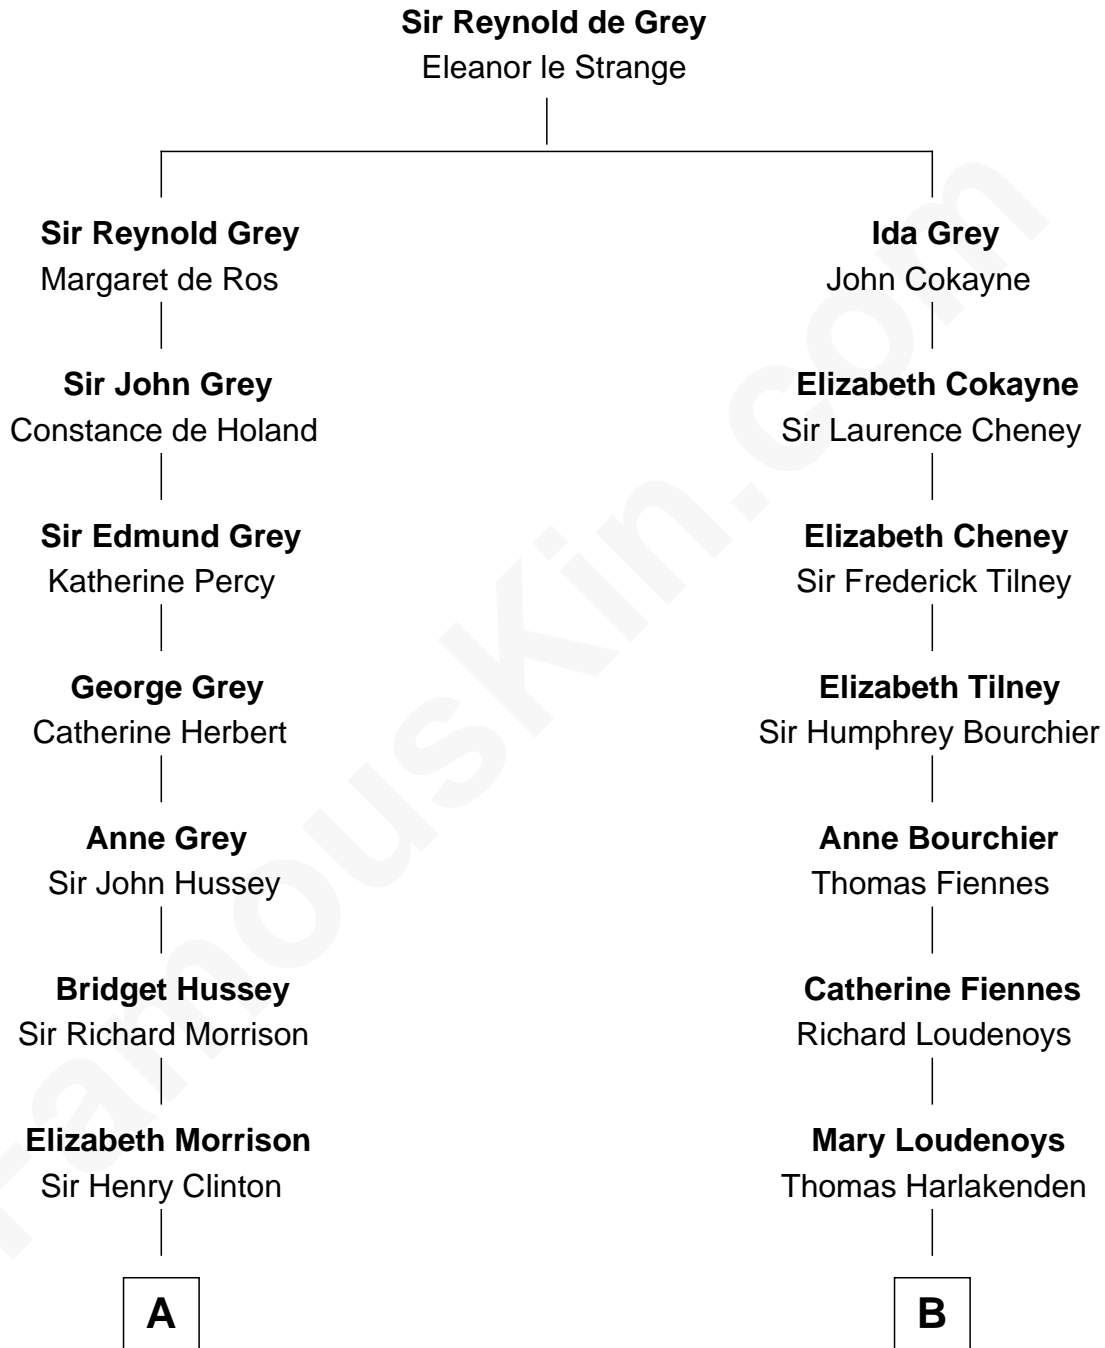 Sir Reynold de Grey
Eleanor le Strange
Sir Reynold Grey
Margaret de Ros
Ida Grey
John Cokayne
Sir John Grey
Constance de Holand
Elizabeth Cokayne
Sir Laurence Cheney
Sir Edmund Grey
Katherine Percy
Elizabeth Cheney
Sir Frederick Tilney
George Grey
Catherine Herbert
Elizabeth Tilney
Sir Humphrey Bourchier
Anne Grey
Sir John Hussey
Anne Bourchier
Thomas Fiennes
Bridget Hussey
Sir Richard Morrison
Catherine Fiennes
Richard Loudenoys
Elizabeth Morrison
Sir Henry Clinton
Mary Loudenoys
Thomas Harlakenden
A
B
FamousKin.com